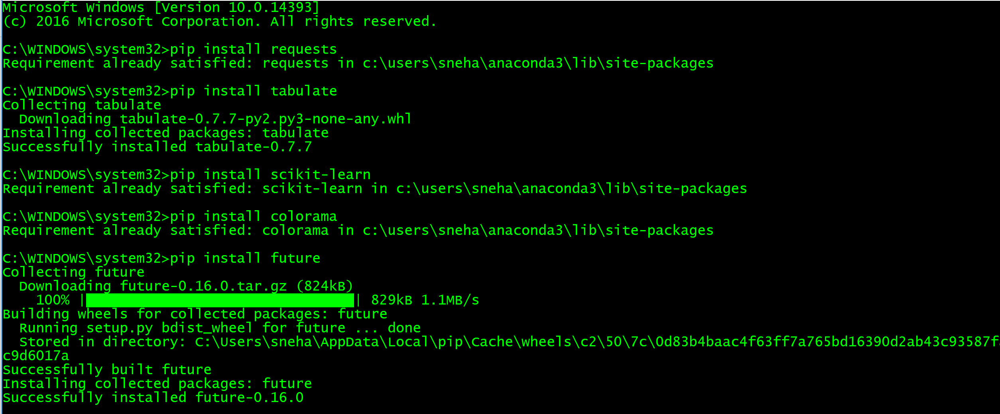 Microsoft Windows [Version 10.0.14393]
(c) 2016 Microsoft Corporation. All rights reserved.
C:\WINDOWS\system32>pip install requests
Requirement already satisfied: requests in c:\users\sneha\anaconda3\lib\site-packages
C:\WINDOWS\system32>pip install tabulate
Collecting tabulate
  Downloading tabulate-0.7.7-py2.py3-none-any.whl
Installing collected packages: tabulate
Successfully installed tabulate-0.7.7
C:\WINDOWS\system32>pip install scikit-learn
Requirement already satisfied: scikit-learn in c:\users\sneha\anaconda3\lib\site-packages
C:\WINDOWS\system32>pip install colorama
Requirement already satisfied: colorama in c:\users\sneha\anaconda3\lib\site-packages
C:\WINDOWS\system32>pip install future
Collecting future
  Downloading future-0.16.0.tar.gz (824kB)
    100% || 829kB 1.1MB/s
Building wheels for collected packages: future
  Running setup.py bdist_wheel for future ... done
  Stored in directory: C:\Users\sneha\AppData\Local\pip\Cache\wheels\c2\50\7c\0d83b4baac4f63ff7a765bd16390d2ab43c93587f
c9d6017a
Successfully built future
Installing collected packages: future
Successfully installed future-0.16.0